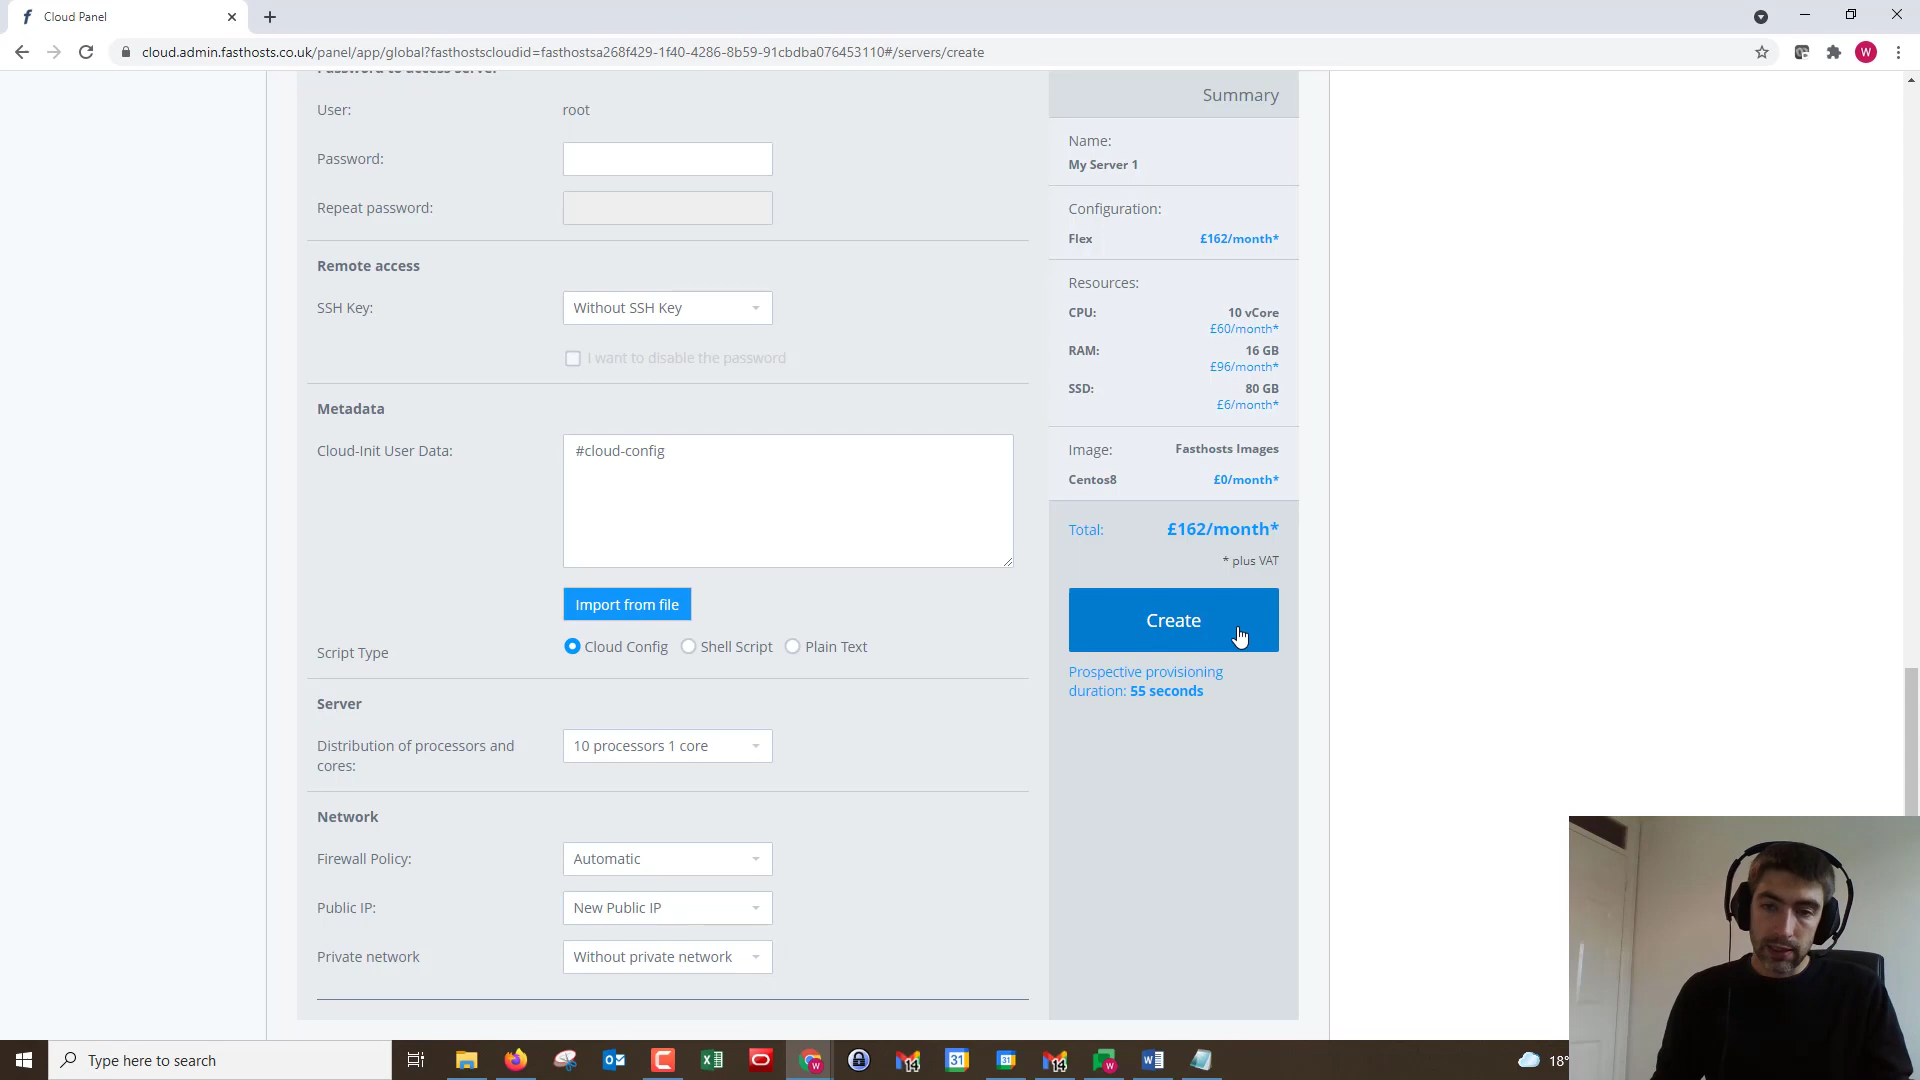 Cloud Panel
cloud.admin.fasthosts.co.uk/panel/app/global?fasthostscloudid=fasthostsa268f429-1f40-4286-8b59-91cbdba076453110#/servers/create
W
Password to access server
User:
root
Password:
Repeat password:
Remote access
SSH Key:
Without SSH Key
I want to disable the password
Metadata
Cloud-Init User Data:
#cloud-config
Import from file
Script Type
Cloud Config
Shell Script
Plain Text
Server
Distribution of processors and
cores:
10 processors 1 core
Network
Firewall Policy:
Automatic
Public IP:
New Public IP
Private network
Without private network
Summary
Name:
My Server 1
Configuration:
Flex £162/month*
Resources:
CPU: 10 vCore
£60/month*
RAM: 16 GB
£96/month*
SSD: 80 GB
£6/month*
Image: Fasthosts Images
Centos8 £0/month*
Total: £162/month*
* plus VAT
Create
Prospective provisioning
duration: 55 seconds
Type here to search
18°